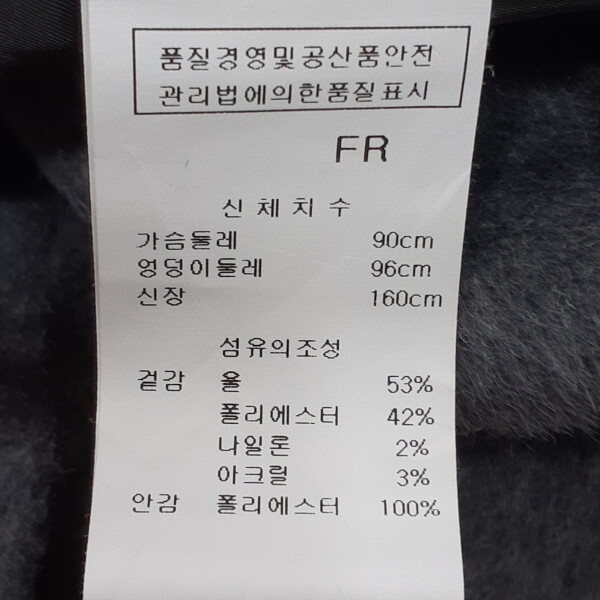 품질경영및공산품안전
관리법에의한품질표시
FR
신체치수
가슴둘레 90cm
엉덩이둘레 96cm
신장 160cm
섬유의조성
겉감 울 53%
폴리에스터 42%
나일론 2%
아크릴 3%
안감 폴리에스터 100%